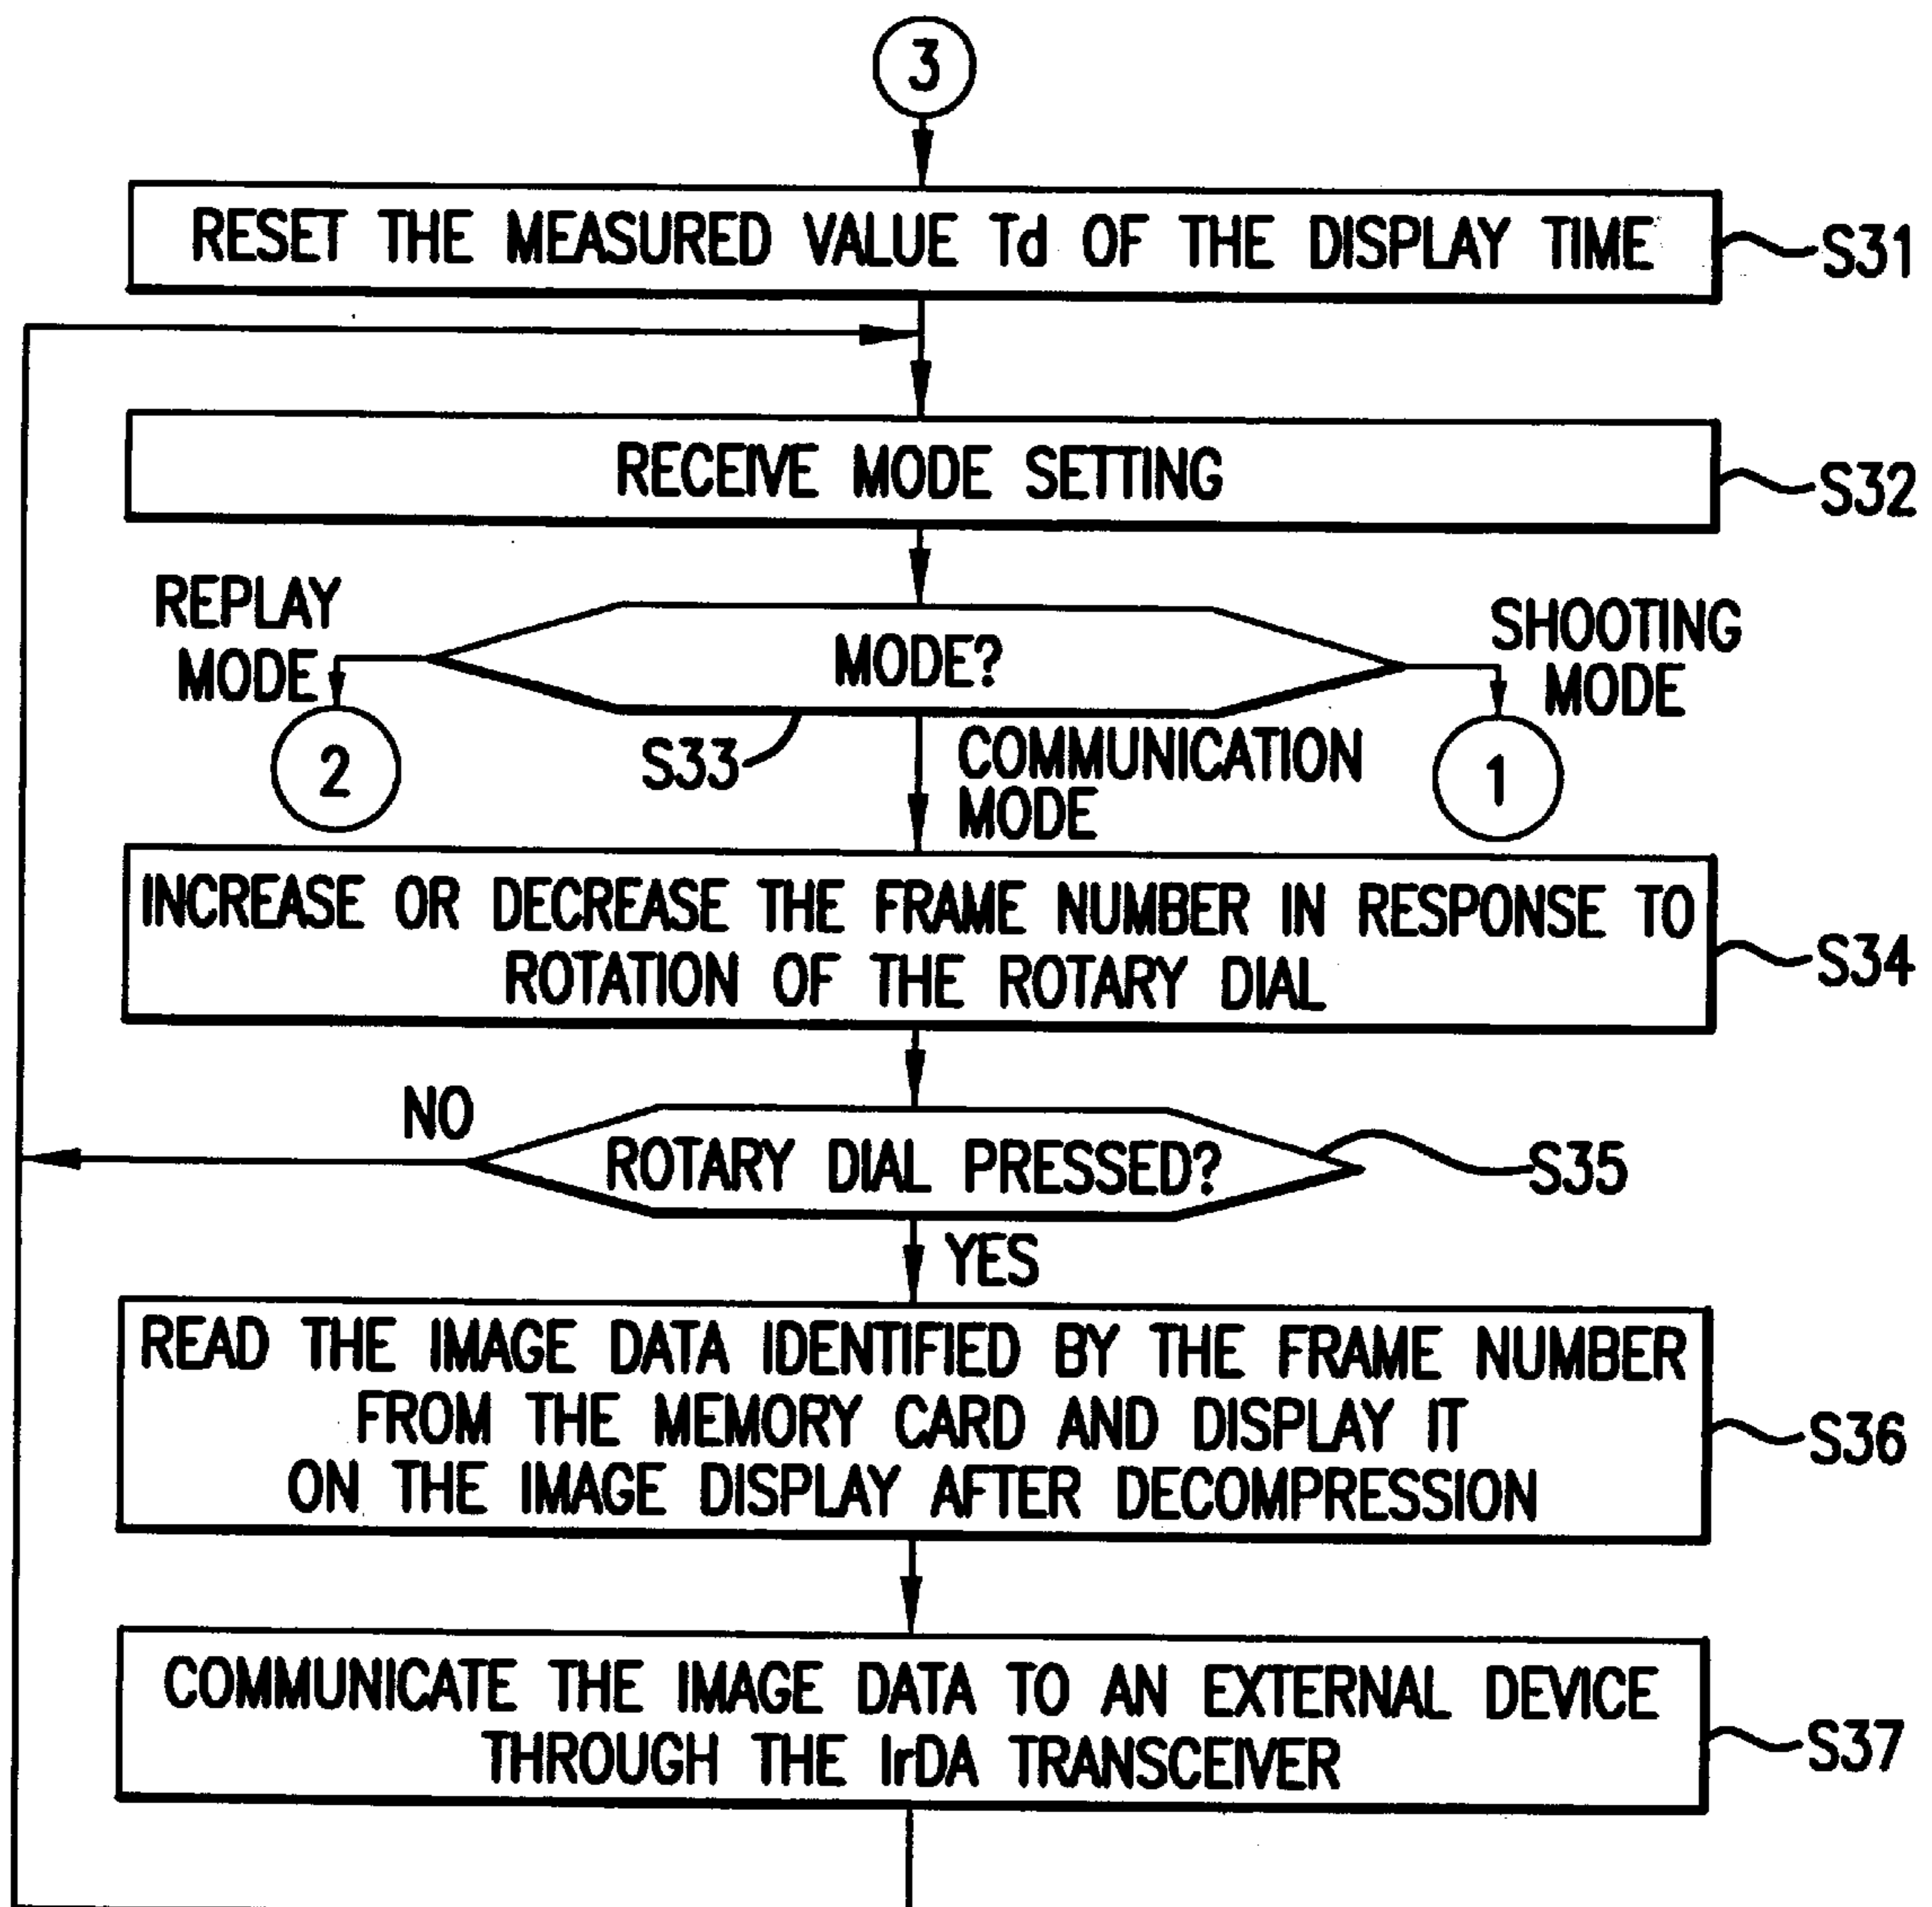 3
RESET THE MEASURED VALUE Td OF THE DISPLAY TIME
S31
RECEIVE MODE SETTING
S32
REPLAY
MODE
MODE?
SHOOTING
MODE
2
S33
COMMUNICATION
MODE
1
INCREASE OR DECREASE THE FRAME NUMBER IN RESPONSE TO
ROTATION OF THE ROTARY DIAL
S34
NO
ROTARY DIAL PRESSED?
S35
YES
READ THE IMAGE DATA IDENTIFIED BY THE FRAME NUMBER
FROM THE MEMORY CARD AND DISPLAY IT
ON THE IMAGE DISPLAY AFTER DECOMPRESSION
S36
COMMUNICATE THE IMAGE DATA TO AN EXTERNAL DEVICE
THROUGH THE IrDA TRANSCEIVER
S37